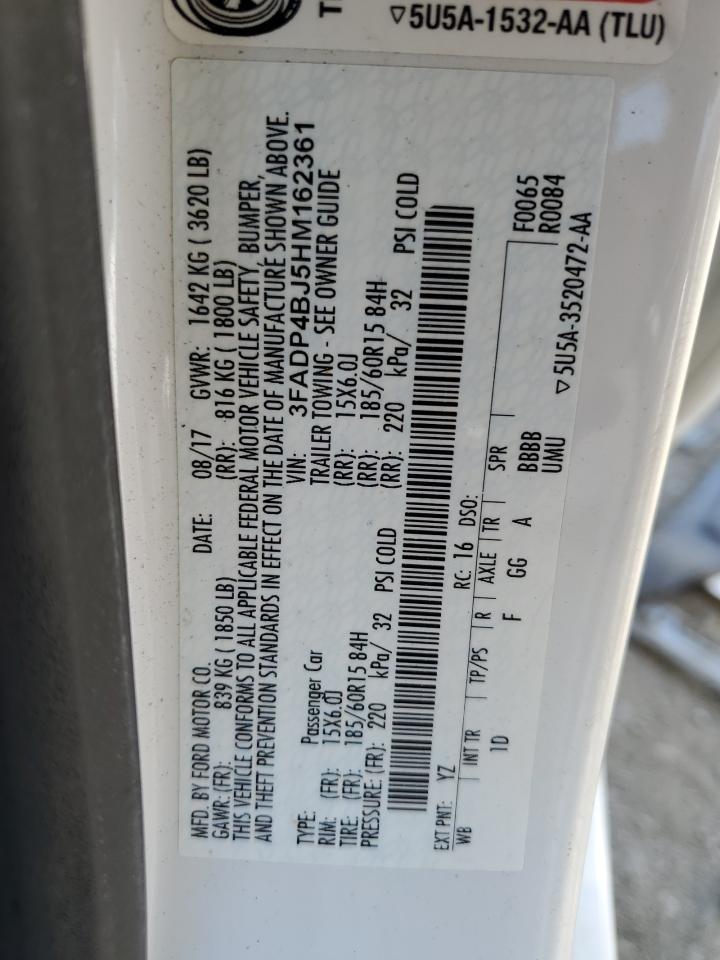 ▽5U5A-1532-AA (TLU)
MFD. BY FORD MOTOR CO. DATE: 08/17 GVWR: 1642 KG ( 3620 LB)
GAWR: (FR): 839 KG ( 1850 LB) (RR): 816 KG ( 1800 LB)
THIS VEHICLE CONFORMS TO ALL APPLICABLE FEDERAL MOTOR VEHICLE SAFETY, BUMPER,
AND THEFT PREVENTION STANDARDS IN EFFECT ON THE DATE OF MANUFACTURE SHOWN ABOVE.
VIN: 3FADP4BJ5HM162361
TYPE: Passenger Car TRAILER TOWING - SEE OWNER GUIDE
RIM: (FR): 15X6.0J (RR): 15X6.0J
TIRE: (FR): 185/60R15 84H (RR): 185/60R15 84H
PRESSURE: (FR): 220 kPa/ 32 PSI COLD (RR): 220 kPa/ 32 PSI COLD
EXT PNT: YZ RC: 16 DSO:
WB INT TR TP/PS R AXLE TR SPR
1D F GG A BBBB F0065
UMU R0084
▽5U5A-3520472-AA